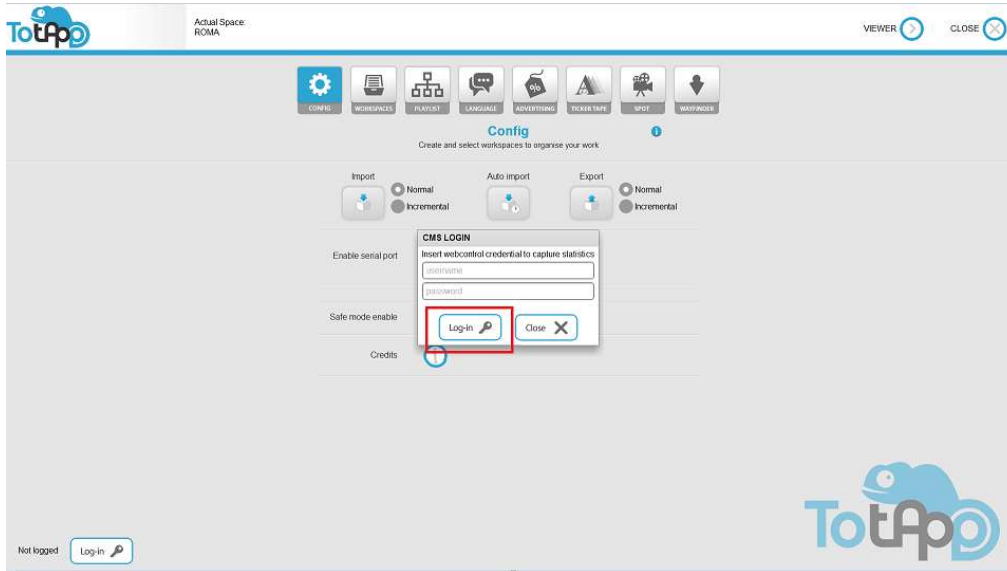 TotApp
Actual Space:
ROMA
VIEWER
CLOSE
CONFIG
WORKSPACES
PLAYLIST
LANGUAGE
%
ADVERTISING
A
TICKER TAPE
SPOT
WAYFINDER
Config
i
Create and select workspaces to organise your work
Import
Normal
Incremental
Auto import
Export
Normal
Incremental
CMS LOGIN
Insert webcontrol credential to capture statistics
username
password
Log-in
Close
Enable serial port
Safe mode enable
Credits
TotApp
Not logged
Log-in